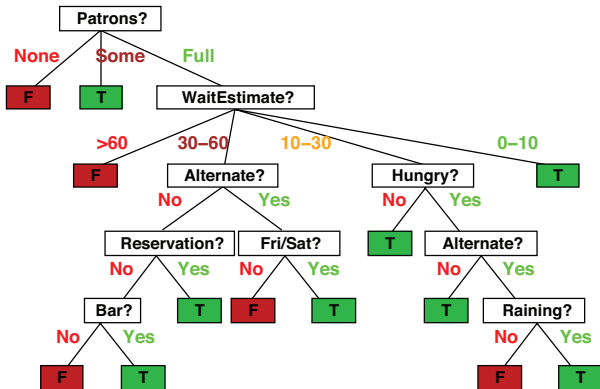 Patrons?
None Some Full
F T WaitEstimate?
>60 30–60 10–30 0–10
F Alternate? Hungry? T
No Yes No Yes
Reservation? Fri/Sat? T Alternate?
No Yes No Yes No Yes
Bar? T F T T Raining?
No Yes No Yes
F T F T